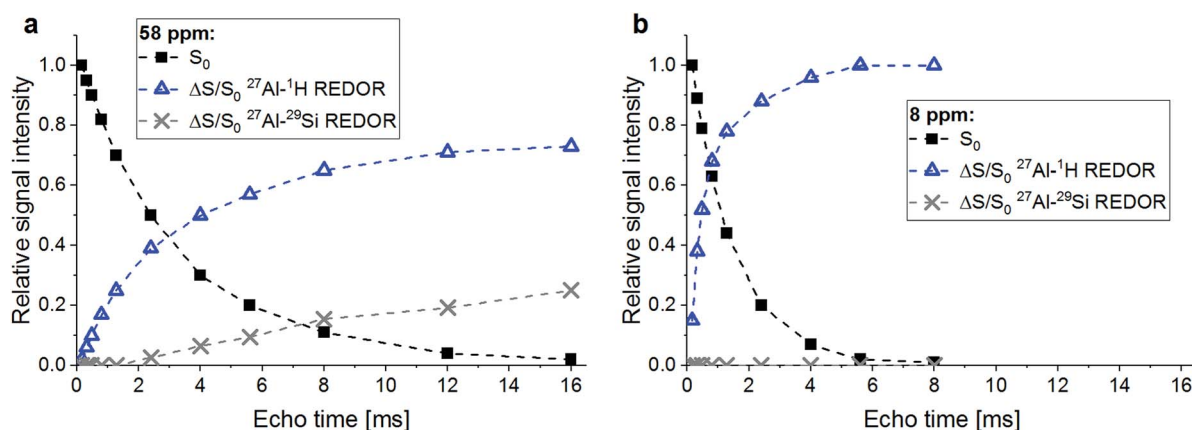 a
58 ppm:
S₀
ΔS/S₀ ²⁷Al-¹H REDOR
ΔS/S₀ ²⁷Al-²⁹Si REDOR
Relative signal intensity
1.0
0.8
0.6
0.4
0.2
0.0
0 2 4 6 8 10 12 14 16
Echo time [ms]
b
8 ppm:
S₀
ΔS/S₀ ²⁷Al-¹H REDOR
ΔS/S₀ ²⁷Al-²⁹Si REDOR
Relative signal intensity
1.0
0.8
0.6
0.4
0.2
0.0
0 2 4 6 8 10 12 14 16
Echo time [ms]